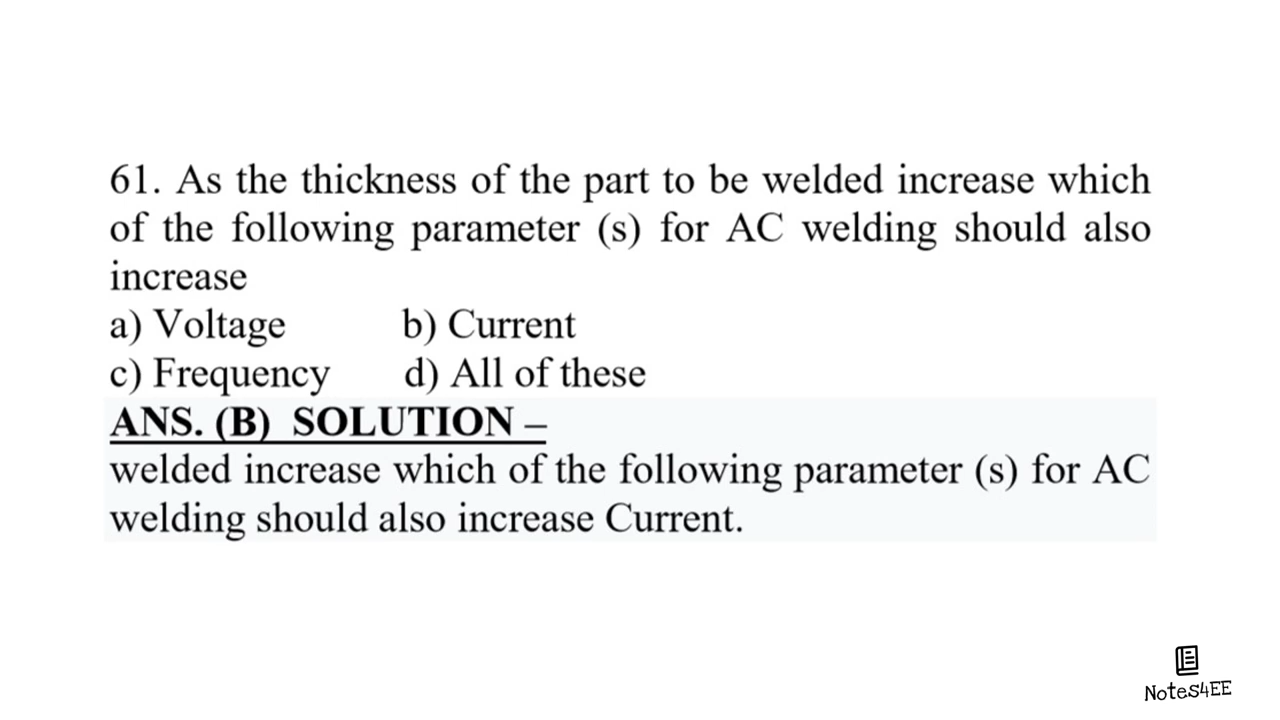 61. As the thickness of the part to be welded increase which
of the following parameter (s) for AC welding should also
increase
a) Voltage b) Current
c) Frequency d) All of these
ANS. (B) SOLUTION –
welded increase which of the following parameter (s) for AC
welding should also increase Current.
Notes4EE